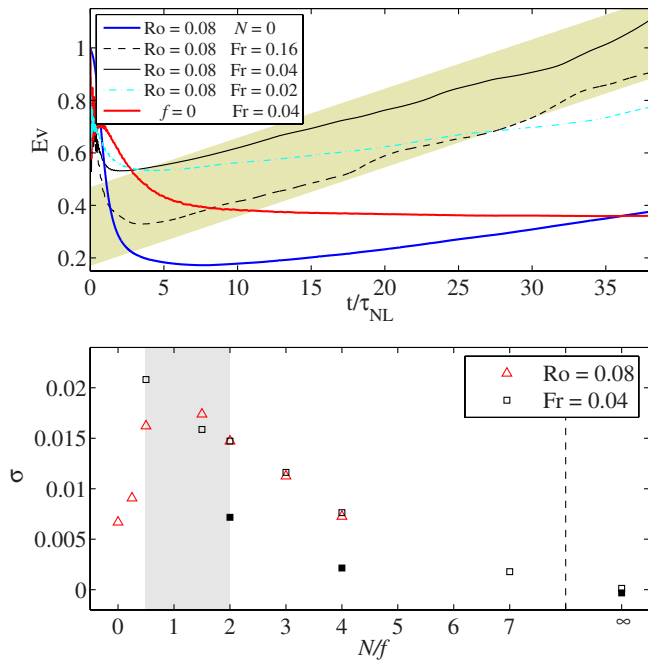 1
0.8
0.6
0.4
0.2
Ev
Ro = 0.08 N = 0
Ro = 0.08 Fr = 0.16
Ro = 0.08 Fr = 0.04
Ro = 0.08 Fr = 0.02
f = 0 Fr = 0.04
0 5 10 15 20 25 30 35
t/τNL
0.02
0.015
0.01
0.005
0
σ
Ro = 0.08
Fr = 0.04
0 1 2 3 4 5 6 7 ∞
N/f